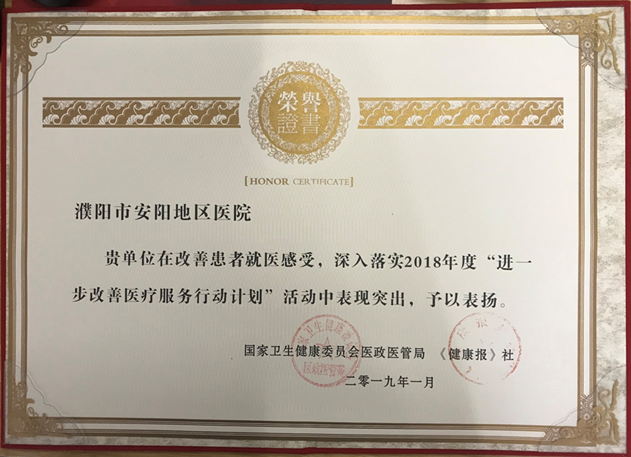 榮譽
證書
[HONOR CERTIFICATE]
濮阳市安阳地区医院
贵单位在改善患者就医感受，深入落实2018年度“进一
步改善医疗服务行动计划”活动中表现突出，予以表扬。
国家卫生健康委员会医政医管局 《健康报》社
二零一九年一月